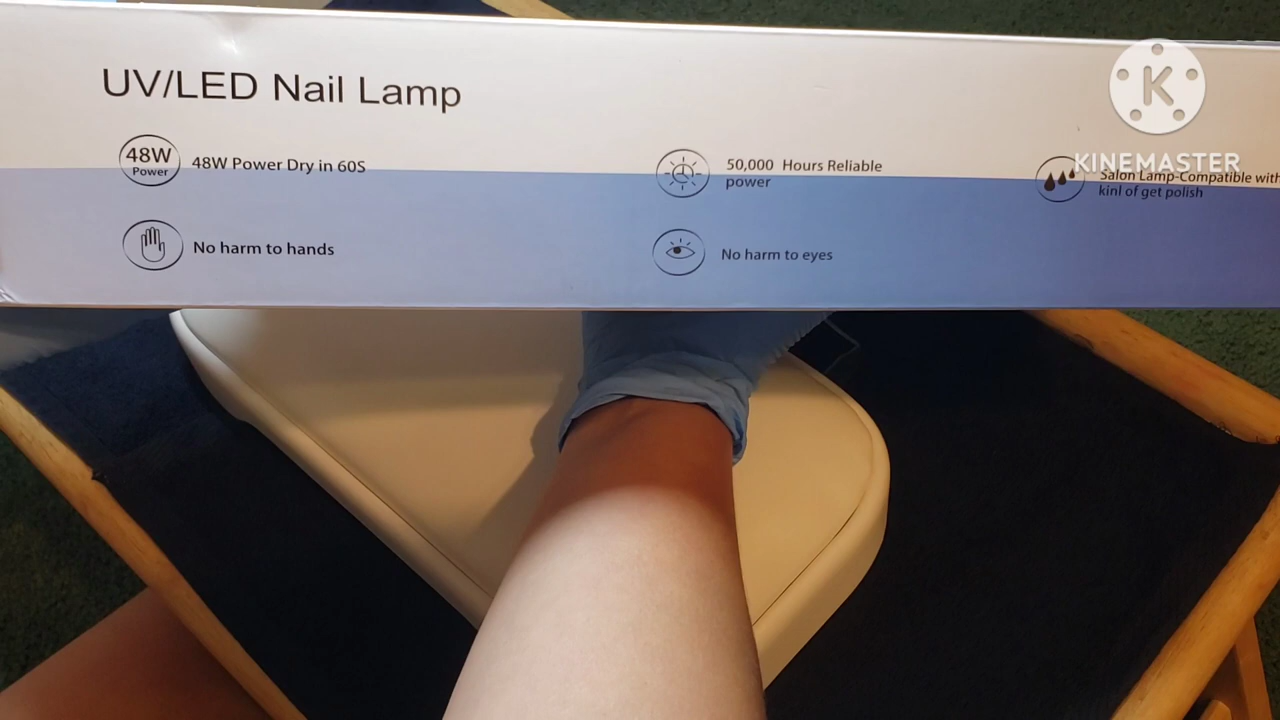 UV/LED Nail Lamp
48W
Power
48W Power Dry in 60S
50,000 Hours Reliable
power
K
KINEMASTER
Salon Lamp-Compatible with
kinl of get polish
No harm to hands
No harm to eyes